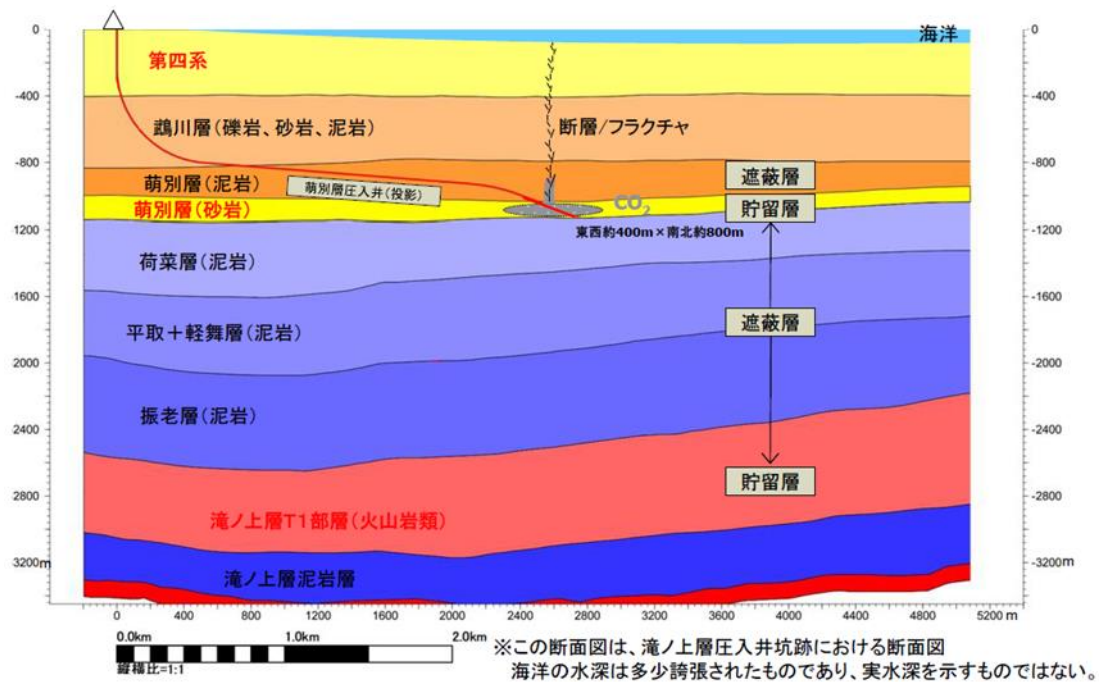 0
-400
-800
1200
1600
2000
2400
2800
3200m
0
-400
-800
-1200
-1600
-2000
-2400
-2800
-3200m
海洋
第四系
鵡川層(礫岩、砂岩、泥岩)
断層/フラクチャ
萌別層(泥岩)
萌別層圧入井(投影)
遮蔽層
萌別層(砂岩)
CO2
貯留層
東西約400m×南北約800m
荷菜層(泥岩)
平取+軽舞層(泥岩)
遮蔽層
振老層(泥岩)
貯留層
滝ノ上層T1部層(火山岩類)
滝ノ上層泥岩層
0 400 800 1200 1600 2000 2400 2800 3200 3600 4000 4400 4800 5200 m
0.0km 1.0km 2.0km
縦横比=1:1
※この断面図は、滝ノ上層圧入井坑跡における断面図
海洋の水深は多少誇張されたものであり、実水深を示すものではない。